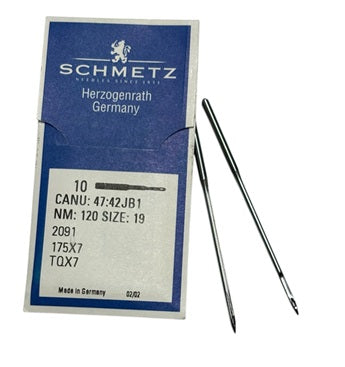 SCHMETZ
NEEDLES SINCE 1851
Herzogenrath
Germany
10
CANU: 47:42JB1
NM: 120 SIZE: 19
2091
175X7
TQX7
Made in Germany 02/02